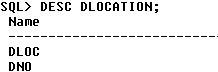 SQL> DESC DLOCATION;
Name
----------------------------
DLOC
DNO